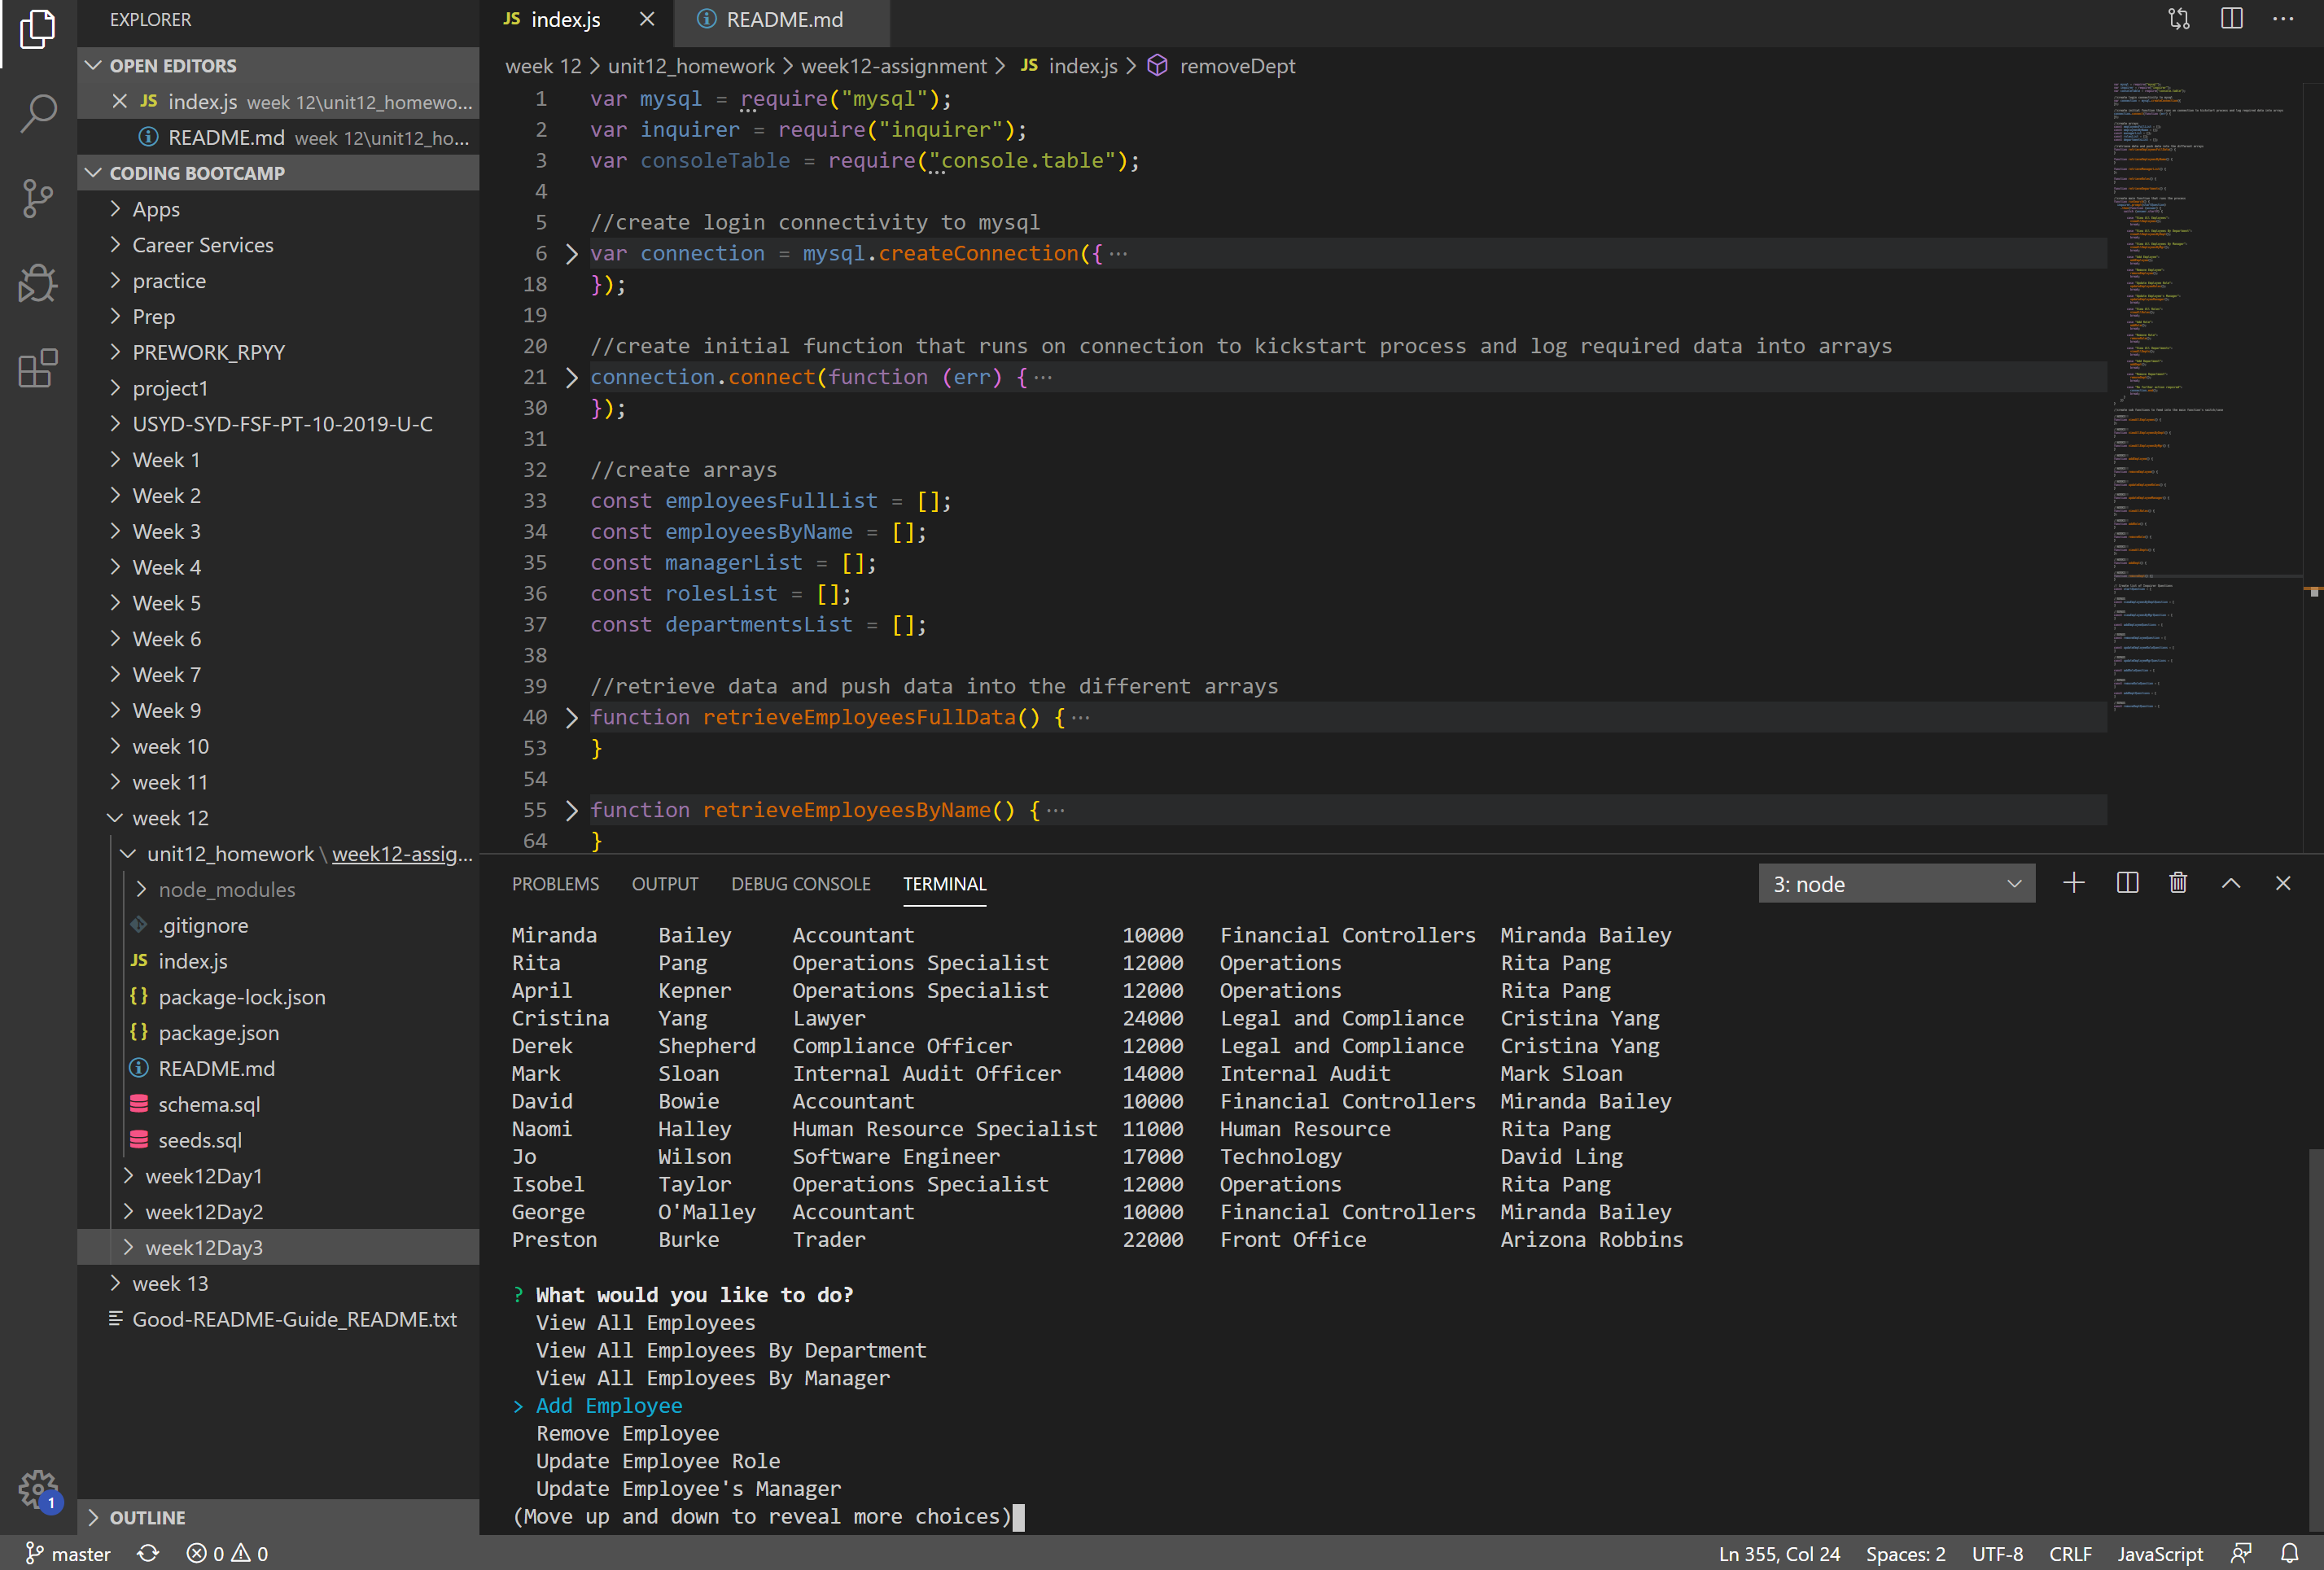 EXPLORER
OPEN EDITORS
JS index.js week 12\unit12_homewo...
README.md week 12\unit12_ho...
CODING BOOTCAMP
Apps
Career Services
practice
Prep
PREWORK_RPYY
project1
USYD-SYD-FSF-PT-10-2019-U-C
Week 1
Week 2
Week 3
Week 4
Week 5
Week 6
Week 7
Week 9
week 10
week 11
week 12
unit12_homework \ week12-assig...
node_modules
.gitignore
JS index.js
{} package-lock.json
{} package.json
README.md
schema.sql
seeds.sql
week12Day1
week12Day2
week12Day3
week 13
Good-README-Guide_README.txt
OUTLINE
JS index.js
README.md
week 12 > unit12_homework > week12-assignment > JS index.js > removeDept
1 var mysql = require("mysql");
2 var inquirer = require("inquirer");
3 var consoleTable = require("console.table");
4
5 //create login connectivity to mysql
6 var connection = mysql.createConnection({ ...
18 });
19
20 //create initial function that runs on connection to kickstart process and log required data into arrays
21 connection.connect(function (err) { ...
30 });
31
32 //create arrays
33 const employeesFullList = [];
34 const employeesByName = [];
35 const managerList = [];
36 const rolesList = [];
37 const departmentsList = [];
38
39 //retrieve data and push data into the different arrays
40 function retrieveEmployeesFullData() { ...
53 }
54
55 function retrieveEmployeesByName() { ...
64 }
PROBLEMS OUTPUT DEBUG CONSOLE TERMINAL
3: node
Miranda Bailey Accountant 10000 Financial Controllers Miranda Bailey
Rita Pang Operations Specialist 12000 Operations Rita Pang
April Kepner Operations Specialist 12000 Operations Rita Pang
Cristina Yang Lawyer 24000 Legal and Compliance Cristina Yang
Derek Shepherd Compliance Officer 12000 Legal and Compliance Cristina Yang
Mark Sloan Internal Audit Officer 14000 Internal Audit Mark Sloan
David Bowie Accountant 10000 Financial Controllers Miranda Bailey
Naomi Halley Human Resource Specialist 11000 Human Resource Rita Pang
Jo Wilson Software Engineer 17000 Technology David Ling
Isobel Taylor Operations Specialist 12000 Operations Rita Pang
George O'Malley Accountant 10000 Financial Controllers Miranda Bailey
Preston Burke Trader 22000 Front Office Arizona Robbins
? What would you like to do?
View All Employees
View All Employees By Department
View All Employees By Manager
> Add Employee
Remove Employee
Update Employee Role
Update Employee's Manager
(Move up and down to reveal more choices)
1
master 0 0 Ln 355, Col 24 Spaces: 2 UTF-8 CRLF JavaScript